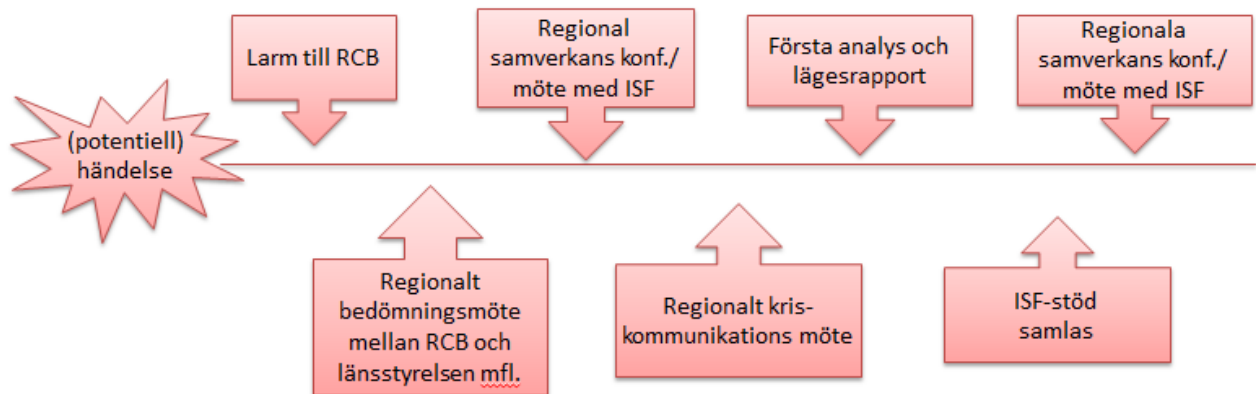 (potentiell)
händelse
Larm till RCB
Regional
samverkans konf./
möte med ISF
Första analys och
lägesrapport
Regionala
samverkans konf./
möte med ISF
Regionalt
bedömningsmöte
mellan RCB och
länsstyrelsen mfl.
Regionalt kris-
kommunikations möte
ISF-stöd
samlas